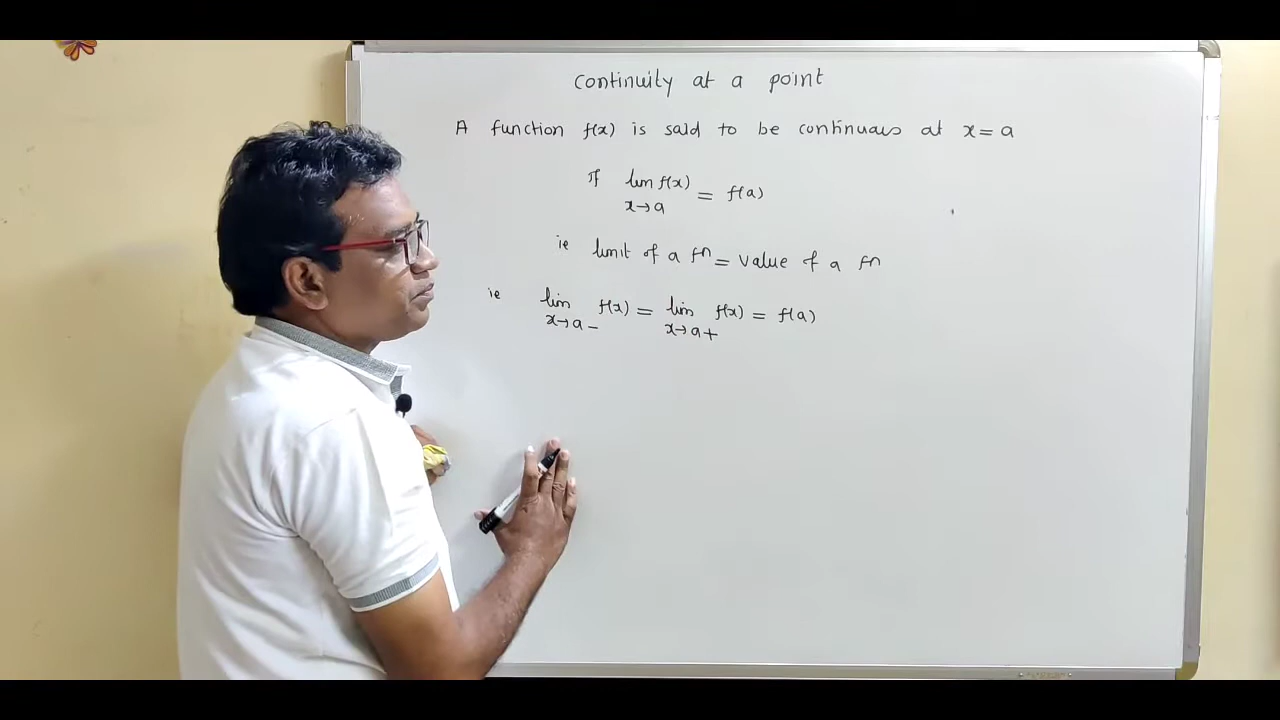 Continuity at a point
A function f(x) is said to be continuous at x = a
if lim x→a f(x) = f(a)
ie limit of a fn = value of a fn
ie lim x→a− f(x) = lim x→a+ f(x) = f(a)